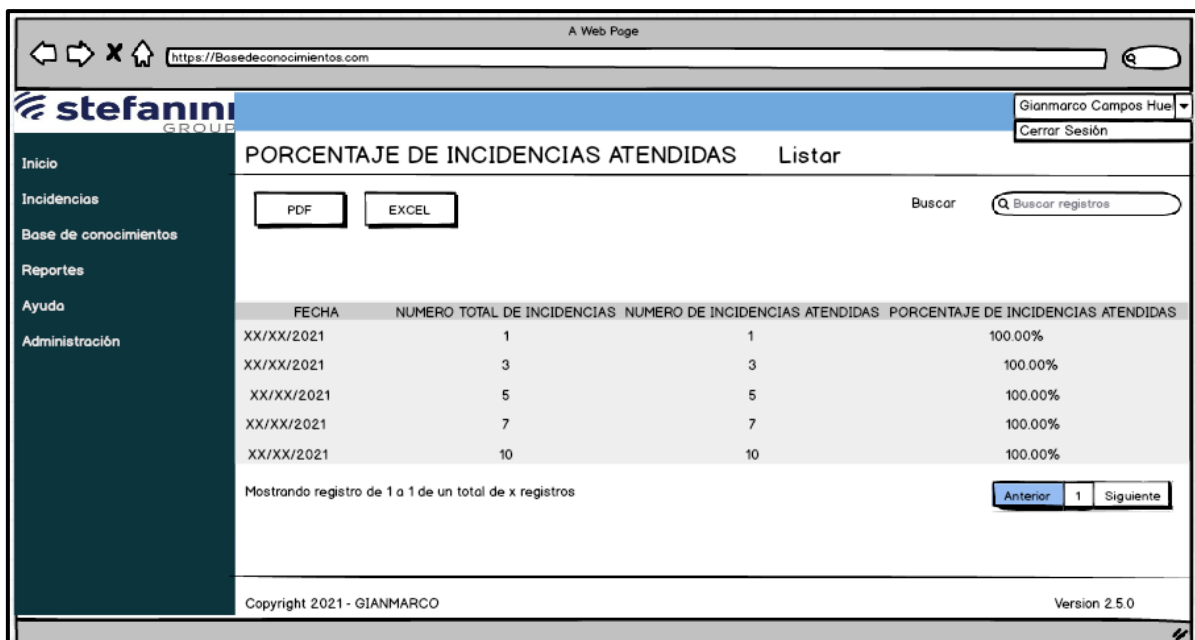 A Web Page
https://Basedeconocimientos.com
stefanini
GROUP
Gianmarco Campos Hue
Cerrar Sesión
Inicio
Incidencias
Base de conocimientos
Reportes
Ayuda
Administración
PORCENTAJE DE INCIDENCIAS ATENDIDAS Listar
PDF EXCEL Buscar Buscar registros
FECHA NUMERO TOTAL DE INCIDENCIAS NUMERO DE INCIDENCIAS ATENDIDAS PORCENTAJE DE INCIDENCIAS ATENDIDAS
XX/XX/2021 1 1 100.00%
XX/XX/2021 3 3 100.00%
XX/XX/2021 5 5 100.00%
XX/XX/2021 7 7 100.00%
XX/XX/2021 10 10 100.00%
Mostrando registro de 1 a 1 de un total de x registros
Anterior 1 Siguiente
Copyright 2021 - GIANMARCO Version 2.5.0